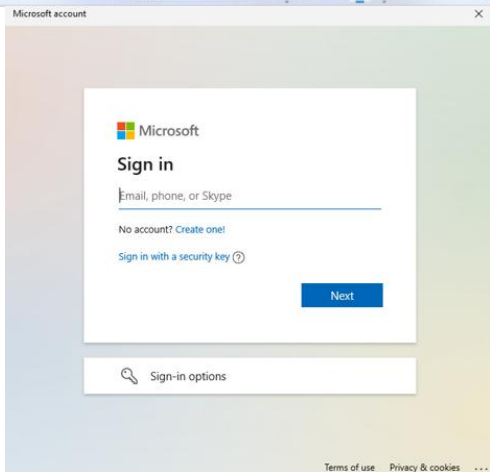 Microsoft account
Microsoft
Sign in
Email, phone, or Skype
No account? Create one!
Sign in with a security key
Next
Sign-in options
Terms of use Privacy & cookies ...